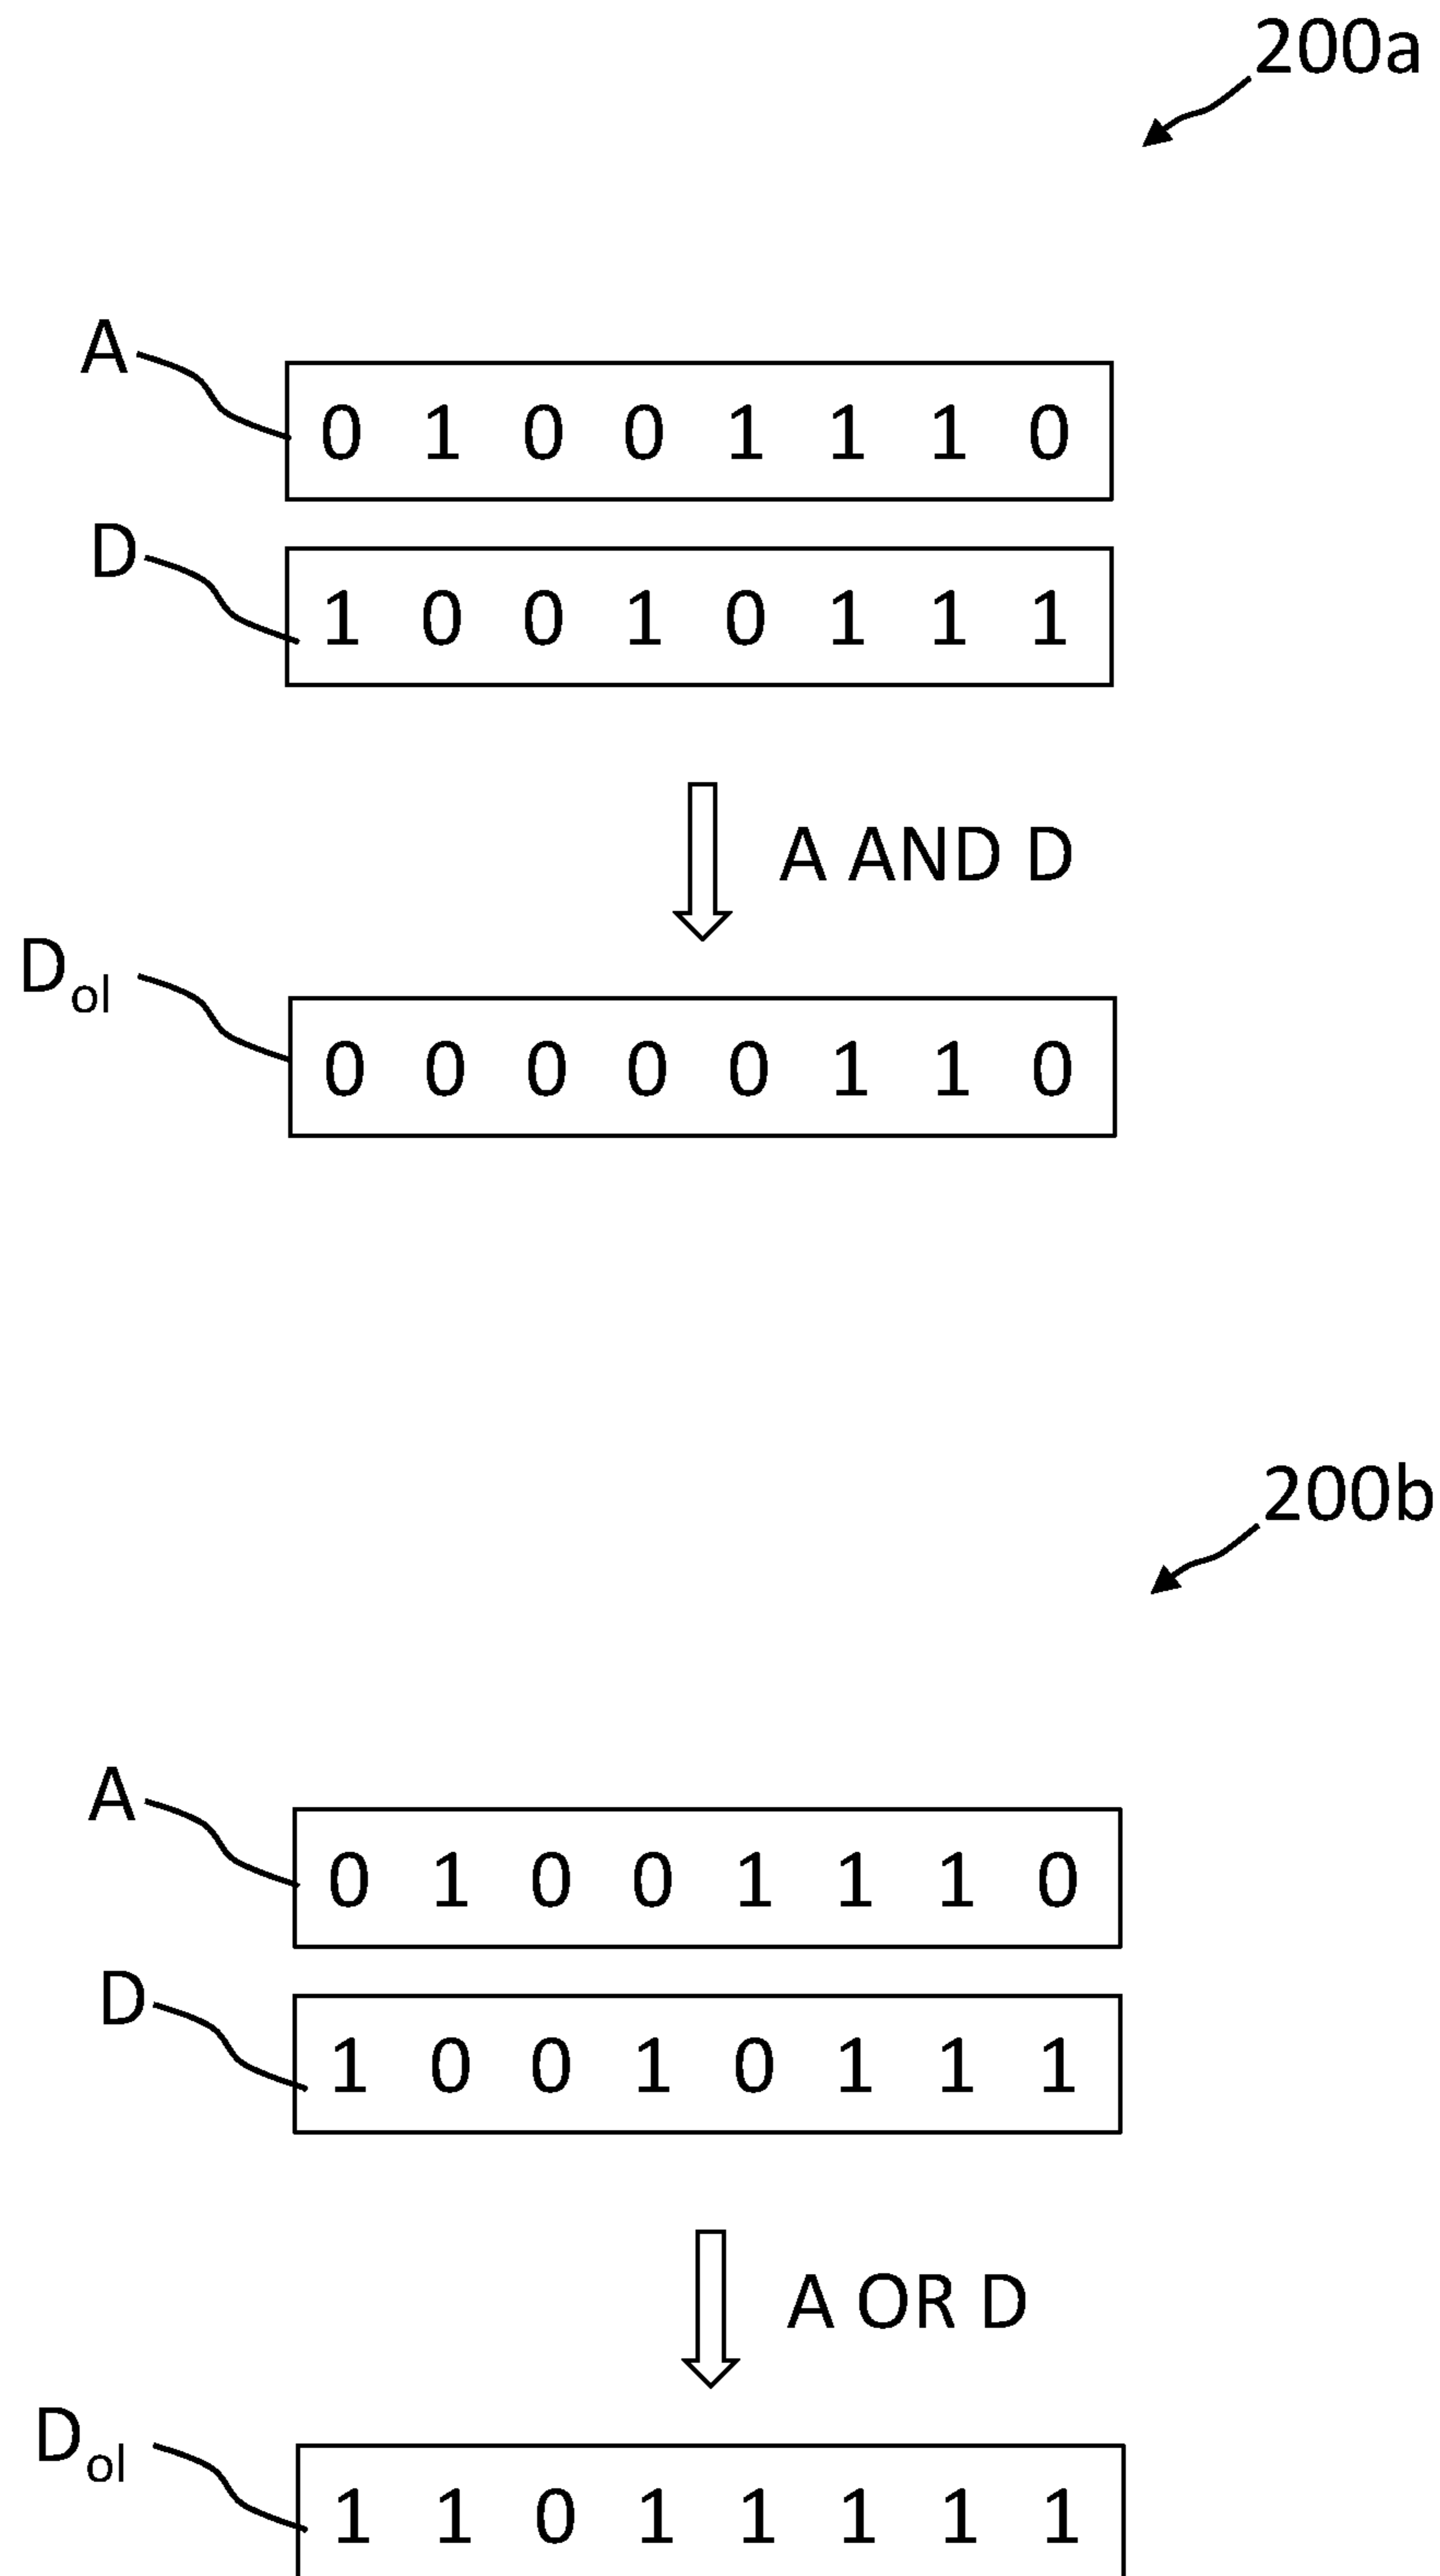 200a
A
0 1 0 0 1 1 1 0
D
1 0 0 1 0 1 1 1
A AND D
Dol
0 0 0 0 0 1 1 0
200b
A
0 1 0 0 1 1 1 0
D
1 0 0 1 0 1 1 1
A OR D
Dol
1 1 0 1 1 1 1 1